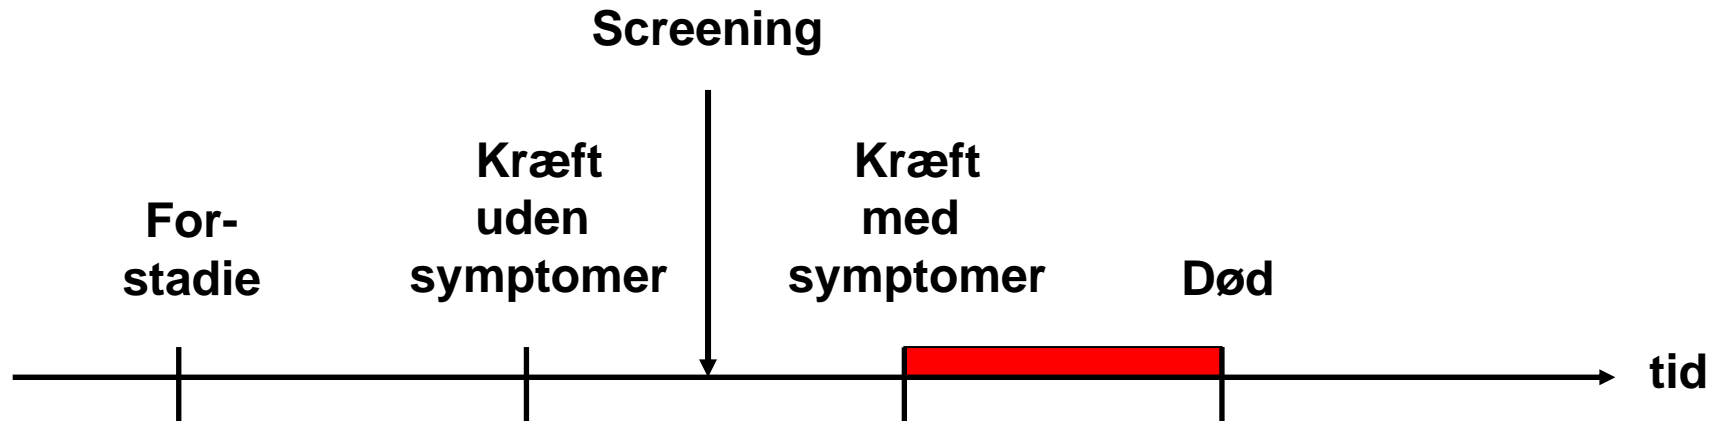 Screening
For-
stadie
Kræft
uden
symptomer
Kræft
med
symptomer
Død
tid